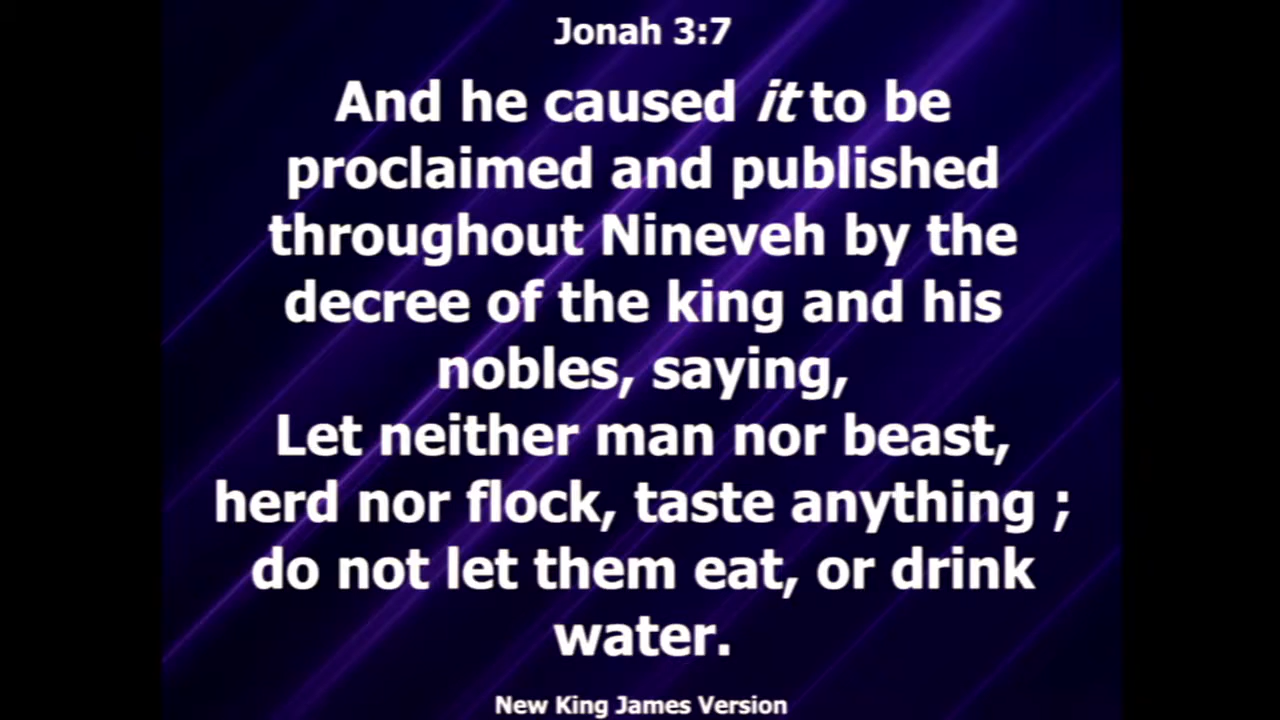 Jonah 3:7
And he caused it to be
proclaimed and published
throughout Nineveh by the
decree of the king and his
nobles, saying,
Let neither man nor beast,
herd nor flock, taste anything ;
do not let them eat, or drink
water.
New King James Version